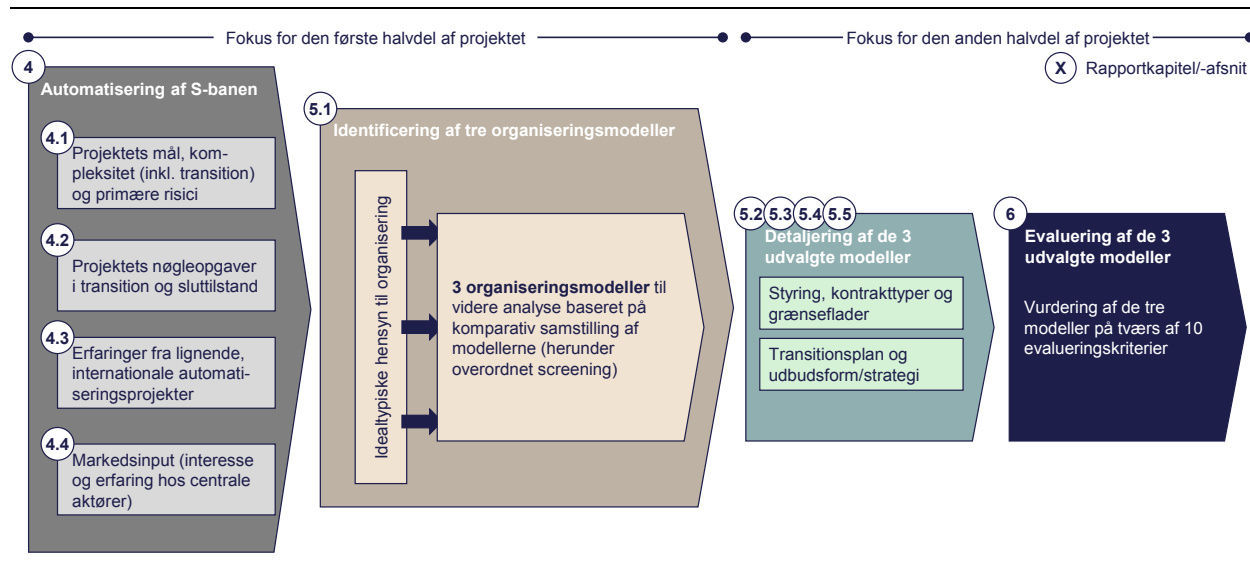 Fokus for den første halvdel af projektet
Fokus for den anden halvdel af projektet
X Rapportkapitel/-afsnit
4
Automatisering af S-banen
4.1
Projektets mål, kom-
pleksitet (inkl. transition)
og primære risici
4.2
Projektets nøgleopgaver
i transition og sluttilstand
4.3
Erfaringer fra lignende,
internationale automati-
seringsprojekter
4.4
Markedsinput (interesse
og erfaring hos centrale
aktører)
5.1
Identificering af tre organiseringsmodeller
Idealtypiske hensyn til organisering
3 organiseringsmodeller til
videre analyse baseret på
komparativ samstilling af
modellerne (herunder
overordnet screening)
5.2 5.3 5.4 5.5
Detaljering af de 3
udvalgte modeller
Styring, kontrakttyper og
grænseflader
Transitionsplan og
udbudsform/strategi
6
Evaluering af de 3
udvalgte modeller
Vurdering af de tre
modeller på tværs af 10
evalueringskriterier